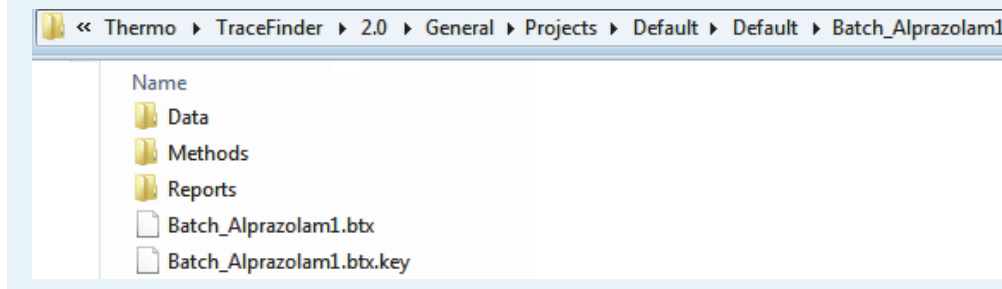 « Thermo ▸ TraceFinder ▸ 2.0 ▸ General ▸ Projects ▸ Default ▸ Default ▸ Batch_Alprazolam1
Name
Data
Methods
Reports
Batch_Alprazolam1.btx
Batch_Alprazolam1.btx.key